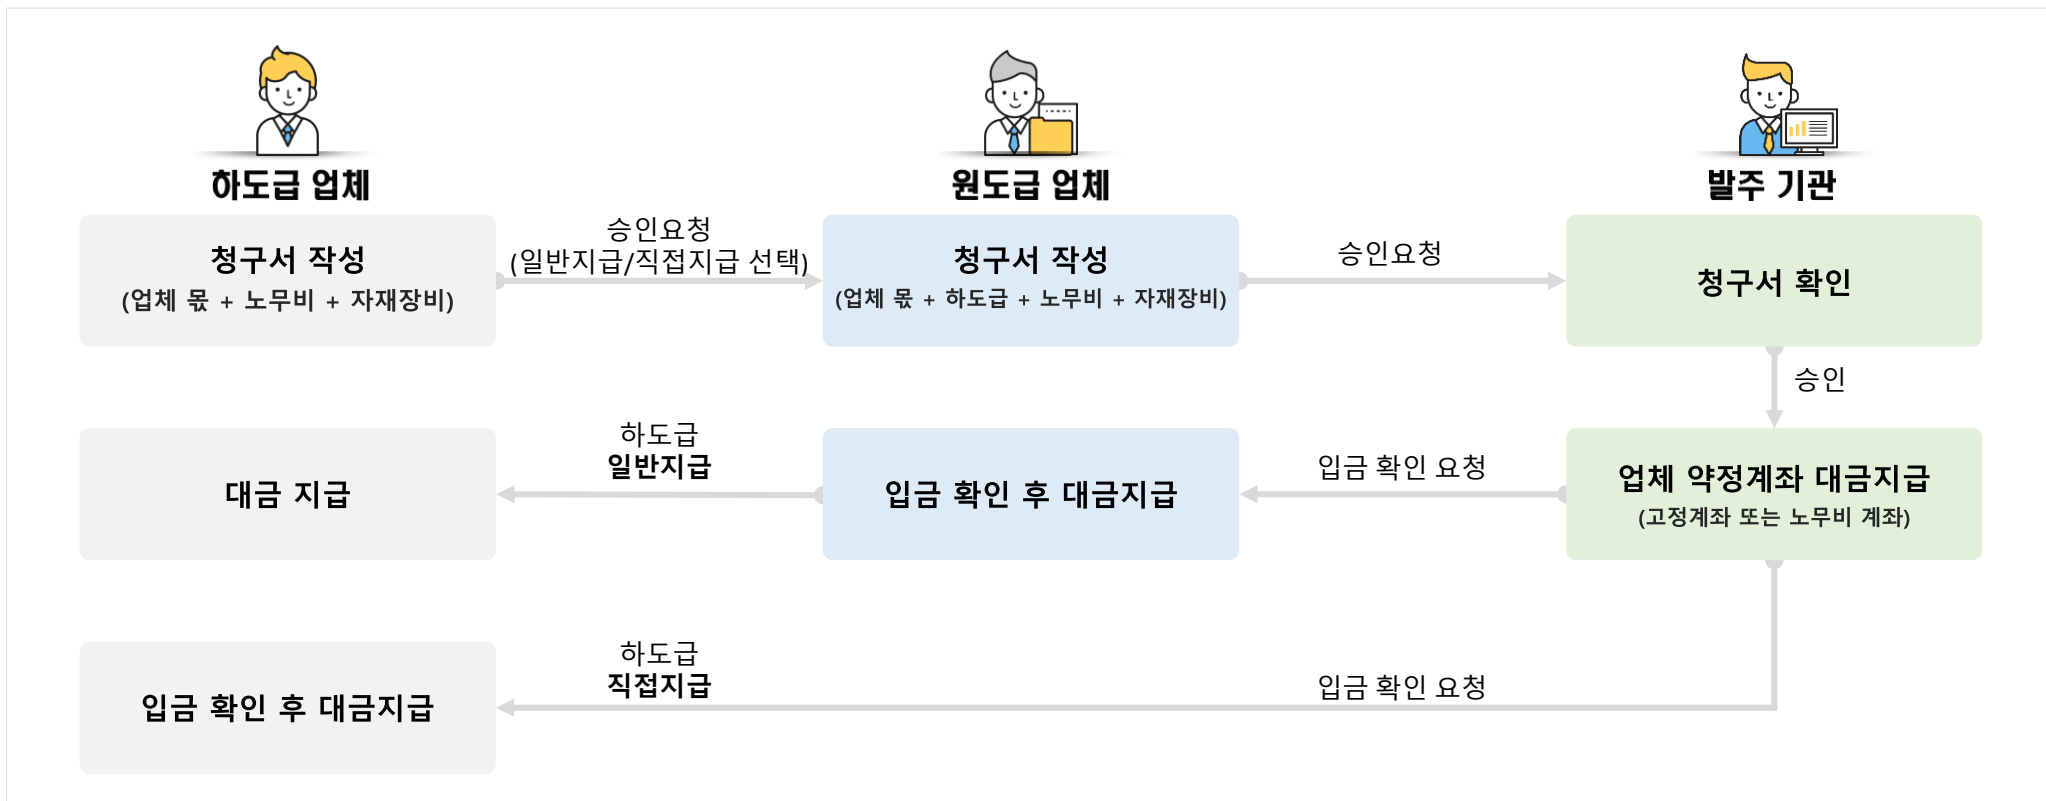 하도급 업체
원도급 업체
발주 기관
청구서 작성
(업체 몫 + 노무비 + 자재장비)
승인요청
(일반지급/직접지급 선택)
청구서 작성
(업체 몫 + 하도급 + 노무비 + 자재장비)
승인요청
청구서 확인
승인
대금 지급
하도급
일반지급
입금 확인 후 대금지급
입금 확인 요청
업체 약정계좌 대금지급
(고정계좌 또는 노무비 계좌)
입금 확인 후 대금지급
하도급
직접지급
입금 확인 요청